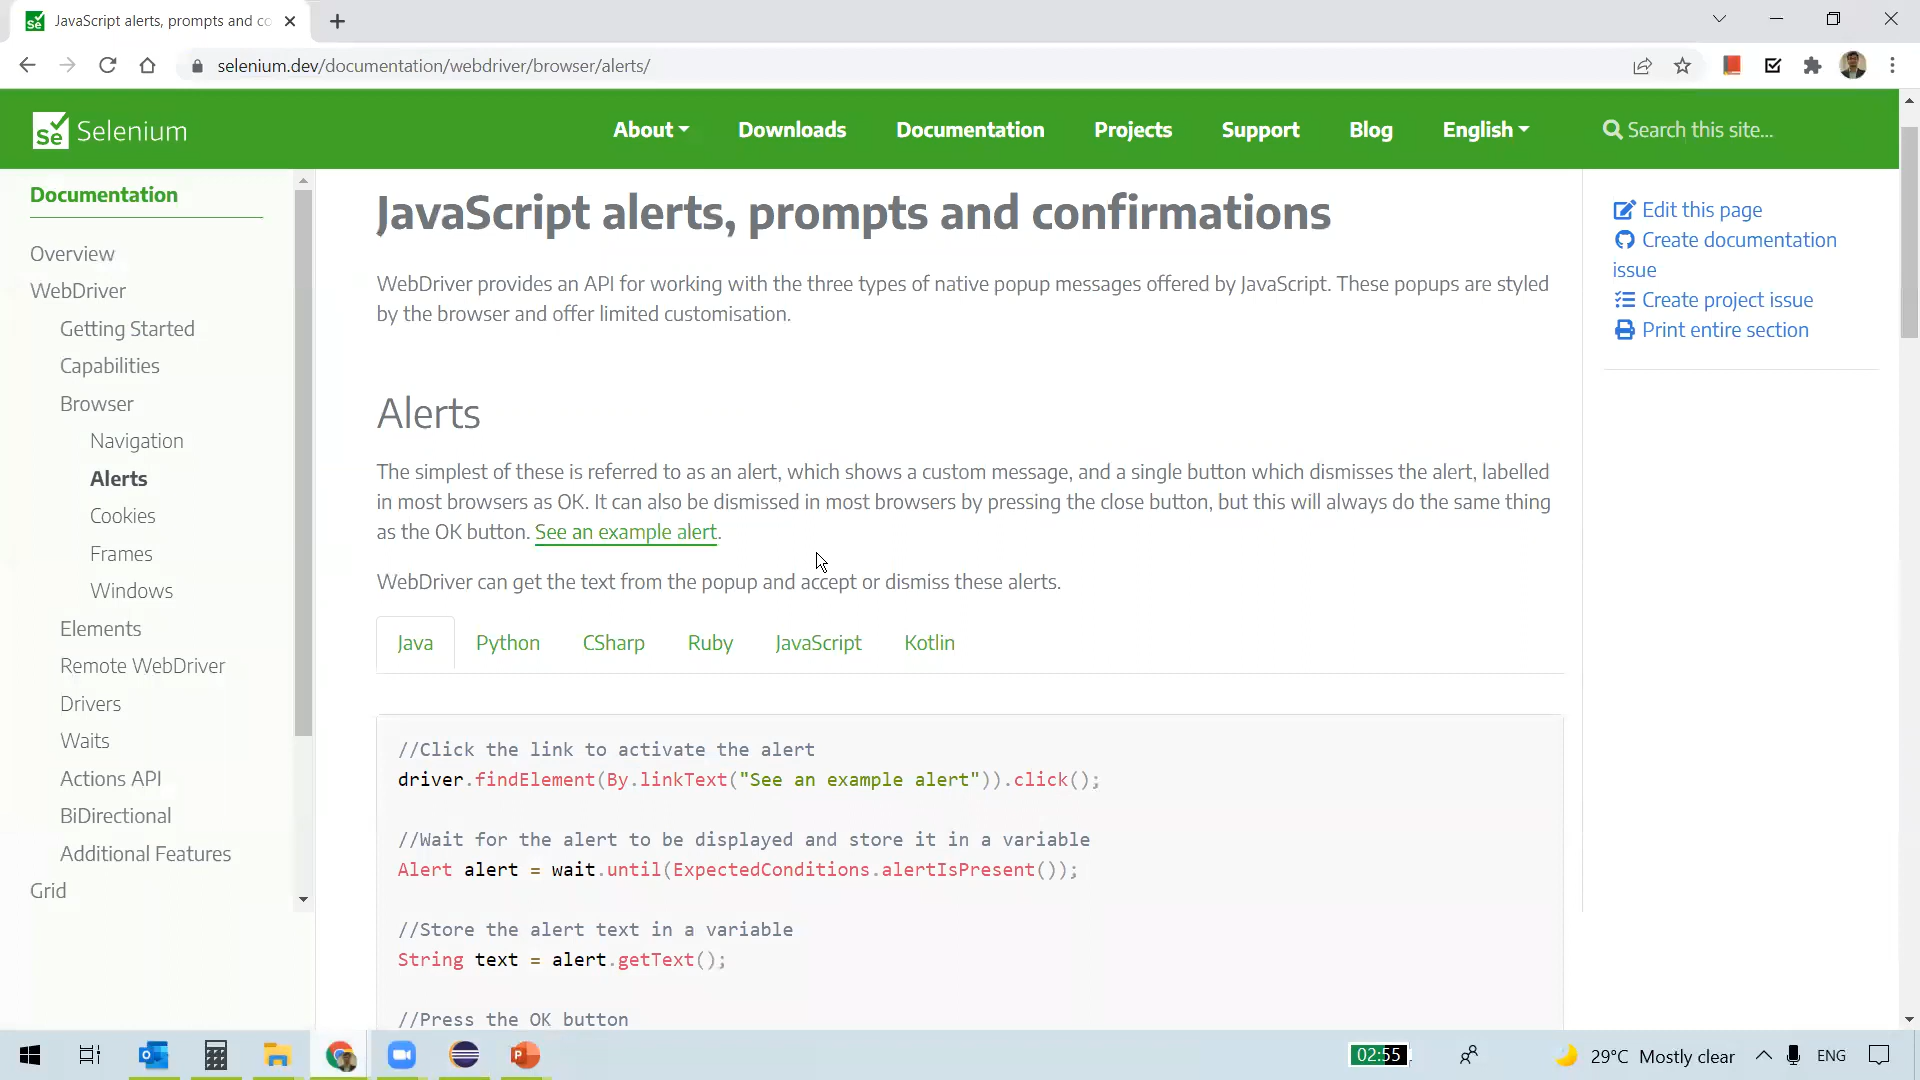 JavaScript alerts, prompts and co
selenium.dev/documentation/webdriver/browser/alerts/
Se Selenium
About
Downloads
Documentation
Projects
Support
Blog
English
Search this site...
Documentation
Overview
WebDriver
Getting Started
Capabilities
Browser
Navigation
Alerts
Cookies
Frames
Windows
Elements
Remote WebDriver
Drivers
Waits
Actions API
BiDirectional
Additional Features
Grid
JavaScript alerts, prompts and confirmations
WebDriver provides an API for working with the three types of native popup messages offered by JavaScript. These popups are styled
by the browser and offer limited customisation.
Alerts
The simplest of these is referred to as an alert, which shows a custom message, and a single button which dismisses the alert, labelled
in most browsers as OK. It can also be dismissed in most browsers by pressing the close button, but this will always do the same thing
as the OK button. See an example alert.
WebDriver can get the text from the popup and accept or dismiss these alerts.
Java
Python
CSharp
Ruby
JavaScript
Kotlin
//Click the link to activate the alert
driver.findElement(By.linkText("See an example alert")).click();
//Wait for the alert to be displayed and store it in a variable
Alert alert = wait.until(ExpectedConditions.alertIsPresent());
//Store the alert text in a variable
String text = alert.getText();
//Press the OK button
Edit this page
Create documentation
issue
Create project issue
Print entire section
02:55
29°C Mostly clear
ENG